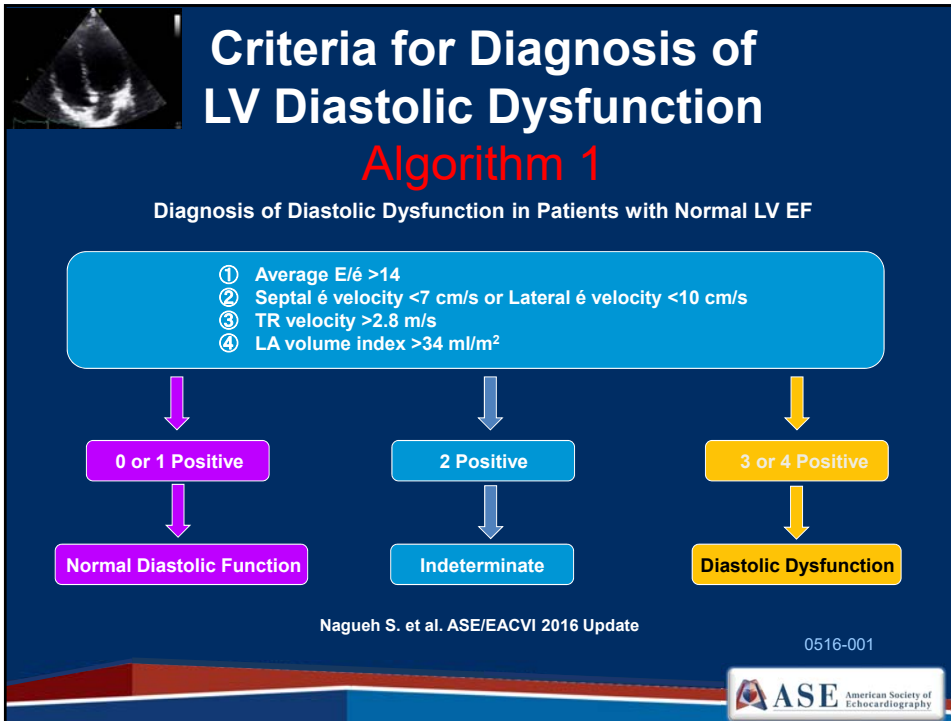 Criteria for Diagnosis of
LV Diastolic Dysfunction
Algorithm 1
Diagnosis of Diastolic Dysfunction in Patients with Normal LV EF
① Average E/é >14
② Septal é velocity <7 cm/s or Lateral é velocity <10 cm/s
③ TR velocity >2.8 m/s
④ LA volume index >34 ml/m²
0 or 1 Positive
2 Positive
3 or 4 Positive
Normal Diastolic Function
Indeterminate
Diastolic Dysfunction
Nagueh S. et al. ASE/EACVI 2016 Update
0516-001
ASE American Society of
Echocardiography